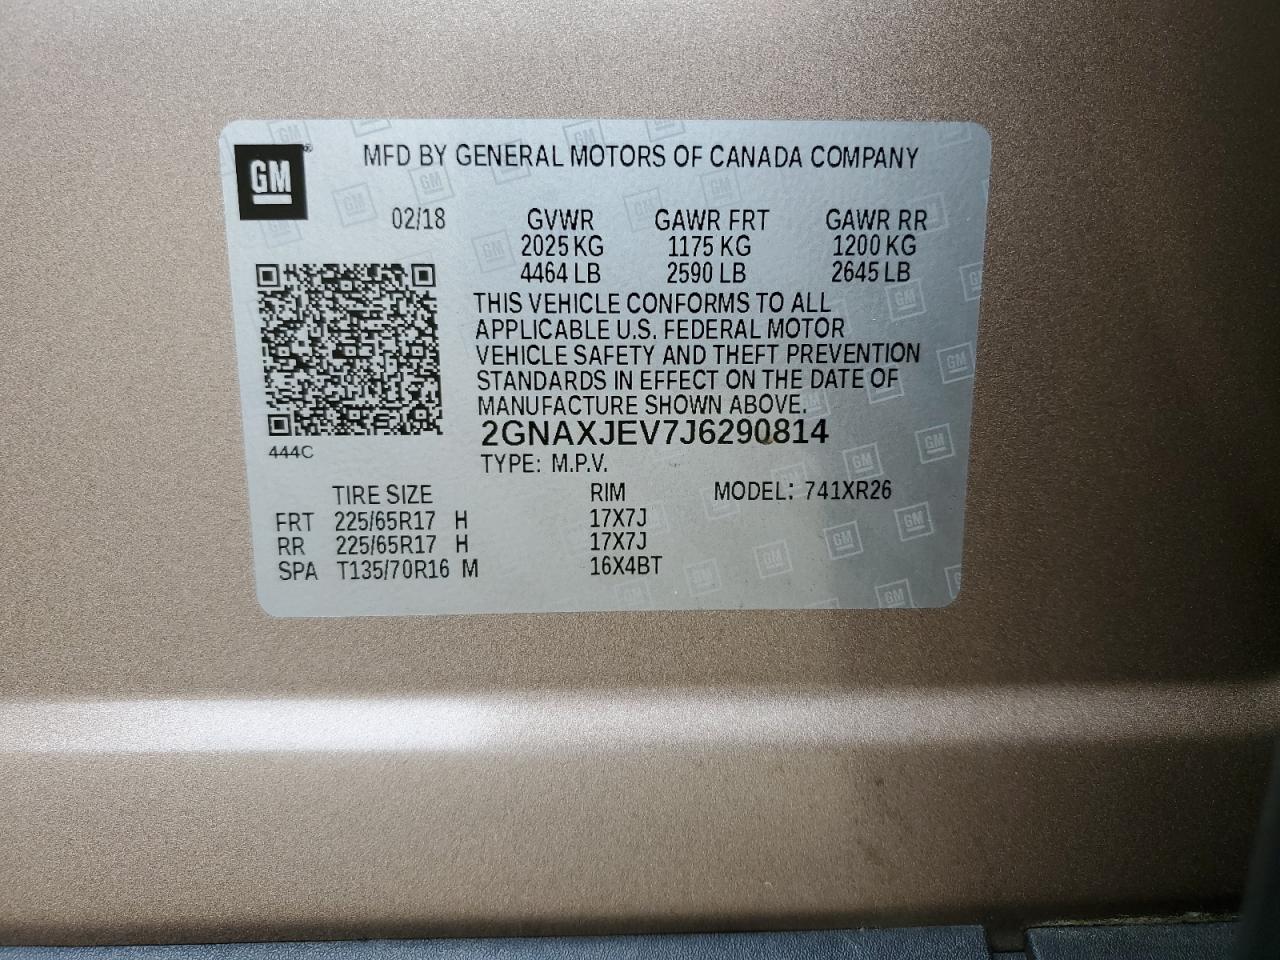 GM
MFD BY GENERAL MOTORS OF CANADA COMPANY
02/18 GVWR GAWR FRT GAWR RR
2025 KG 1175 KG 1200 KG
4464 LB 2590 LB 2645 LB
THIS VEHICLE CONFORMS TO ALL
APPLICABLE U.S. FEDERAL MOTOR
VEHICLE SAFETY AND THEFT PREVENTION
STANDARDS IN EFFECT ON THE DATE OF
MANUFACTURE SHOWN ABOVE.
2GNAXJEV7J6290814
444C
TYPE: M.P.V.
TIRE SIZE RIM MODEL: 741XR26
FRT 225/65R17 H 17X7J
RR 225/65R17 H 17X7J
SPA T135/70R16 M 16X4BT